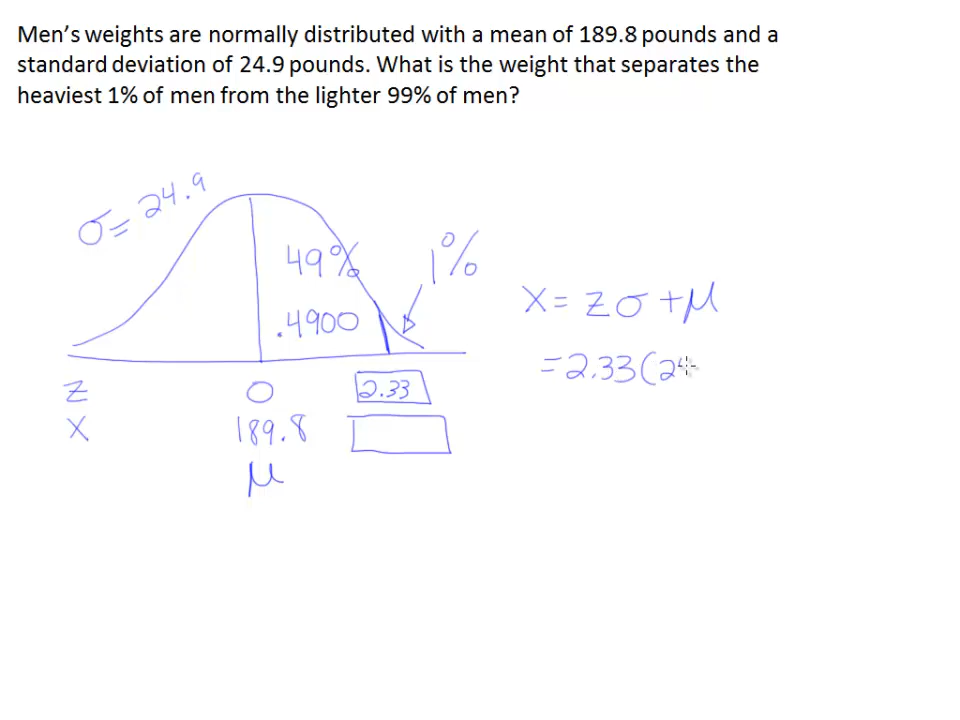 Men's weights are normally distributed with a mean of 189.8 pounds and a
standard deviation of 24.9 pounds. What is the weight that separates the
heaviest 1% of men from the lighter 99% of men?
σ= 24.9
49%
1%
.4900
X = Zσ + μ
= 2.33(24
Z 0 2.33
X 189.8
μ